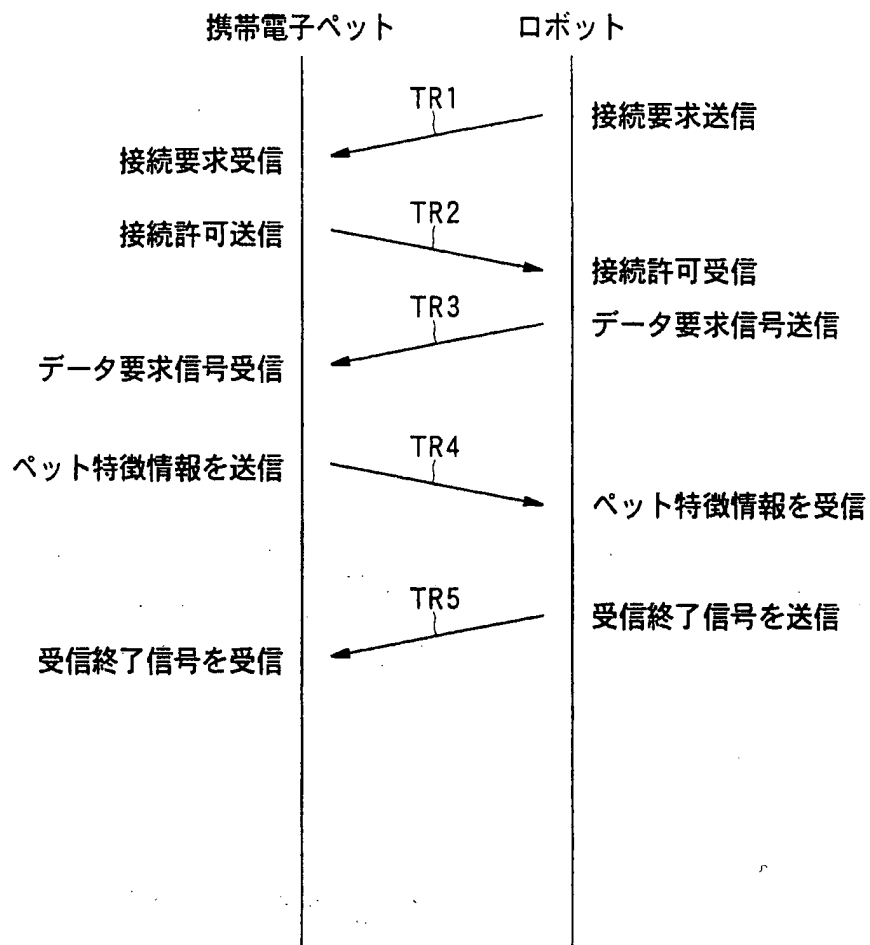 携帯電子ペット
ロボット
TR1
接続要求送信
接続要求受信
TR2
接続許可送信
接続許可受信
TR3
データ要求信号送信
データ要求信号受信
TR4
ペット特徴情報を送信
ペット特徴情報を受信
TR5
受信終了信号を送信
受信終了信号を受信